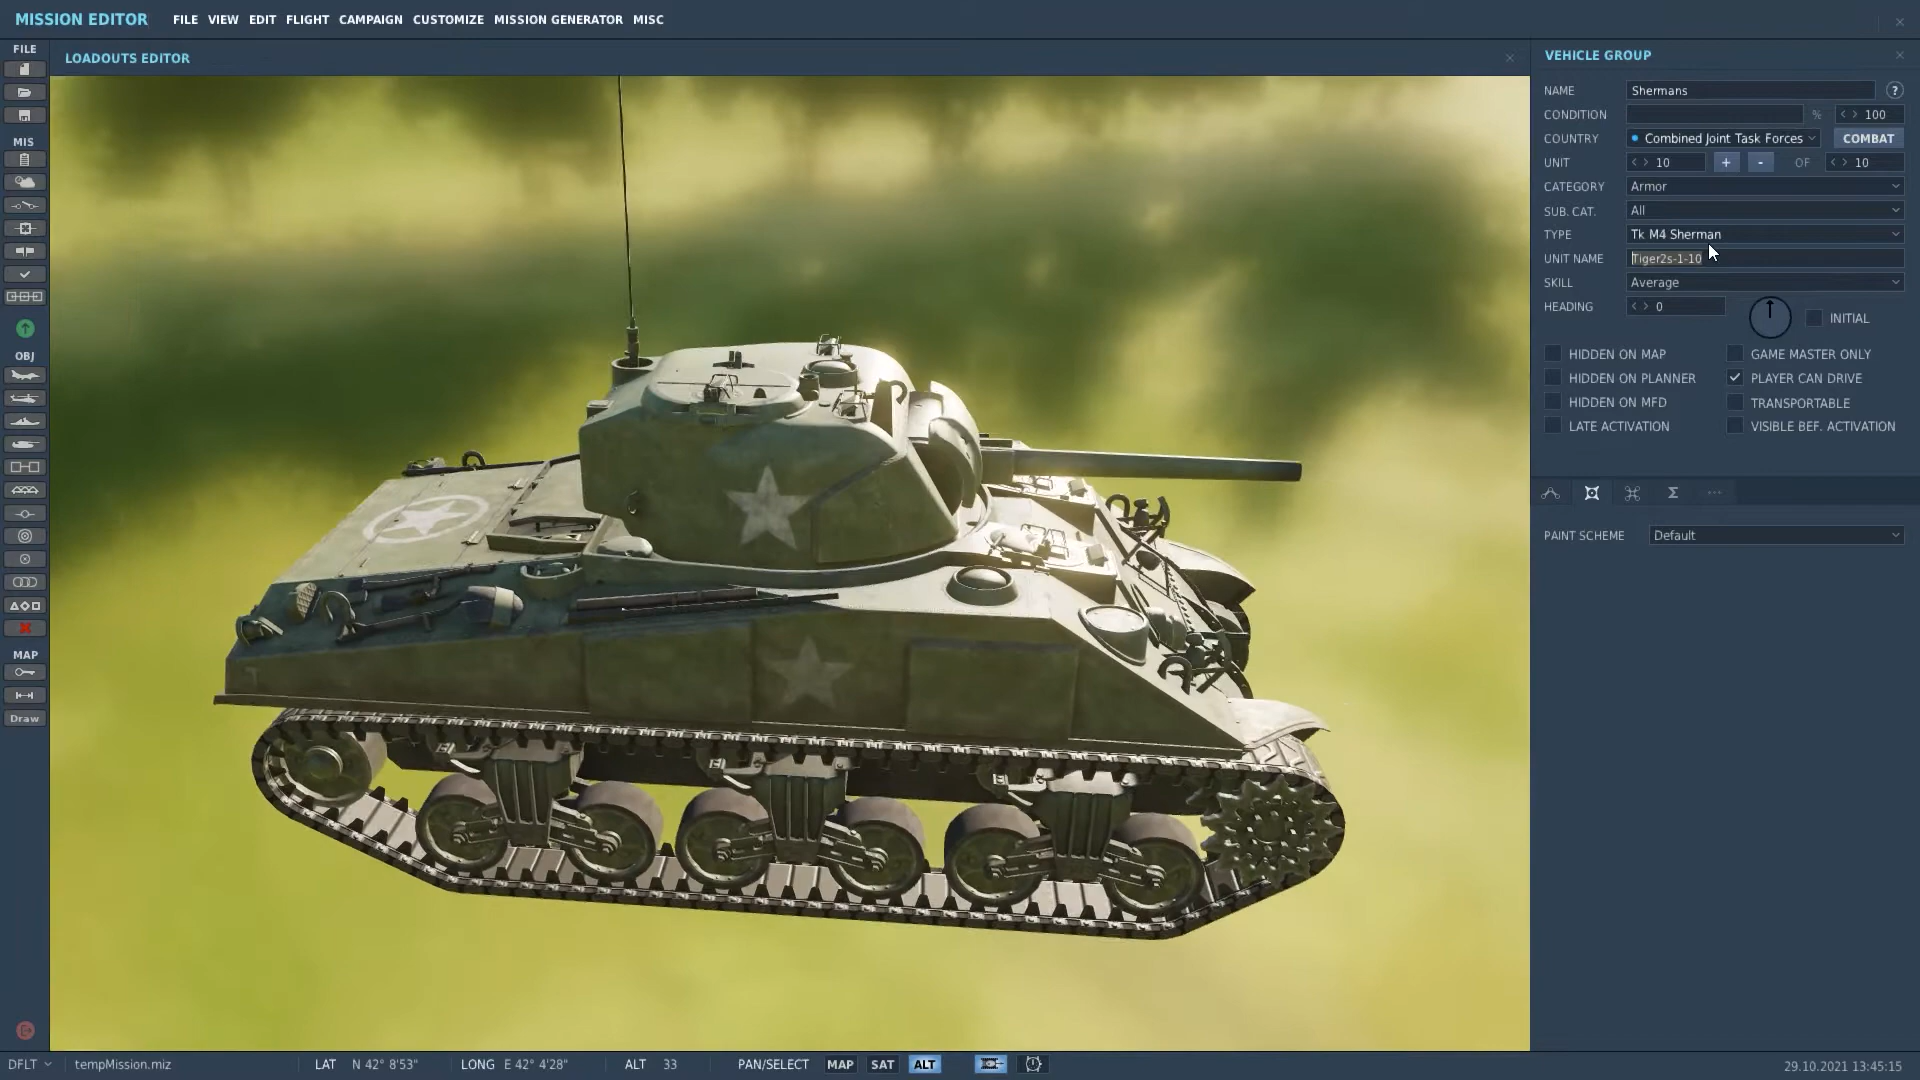 MISSION EDITOR FILE VIEW EDIT FLIGHT CAMPAIGN CUSTOMIZE MISSION GENERATOR MISC
FILE
MIS
OBJ
MAP
Draw
LOADOUTS EDITOR
VEHICLE GROUP
NAME Shermans ?
CONDITION % < > 100
COUNTRY Combined Joint Task Forces COMBAT
UNIT < > 10 + - OF < > 10
CATEGORY Armor
SUB. CAT. All
TYPE Tk M4 Sherman
UNIT NAME Tiger2s-1-10
SKILL Average
HEADING < > 0 INITIAL
HIDDEN ON MAP GAME MASTER ONLY
HIDDEN ON PLANNER PLAYER CAN DRIVE
HIDDEN ON MFD TRANSPORTABLE
LATE ACTIVATION VISIBLE BEF. ACTIVATION
PAINT SCHEME Default
DFLT tempMission.miz LAT N 42° 8'53" LONG E 42° 4'28" ALT 33 PAN/SELECT MAP SAT ALT 29.10.2021 13:45:15